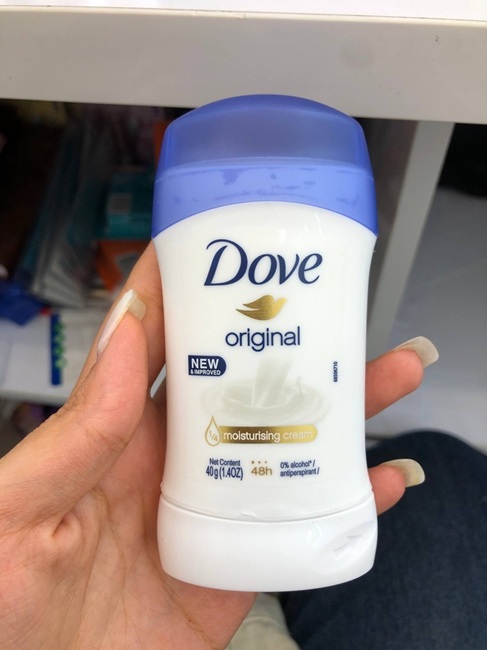 Dove
original
NEW
& IMPROVED
1/4 moisturising cream
Net Content
40g (1.4OZ)
48h
0% alcohol*/
antiperspirant/